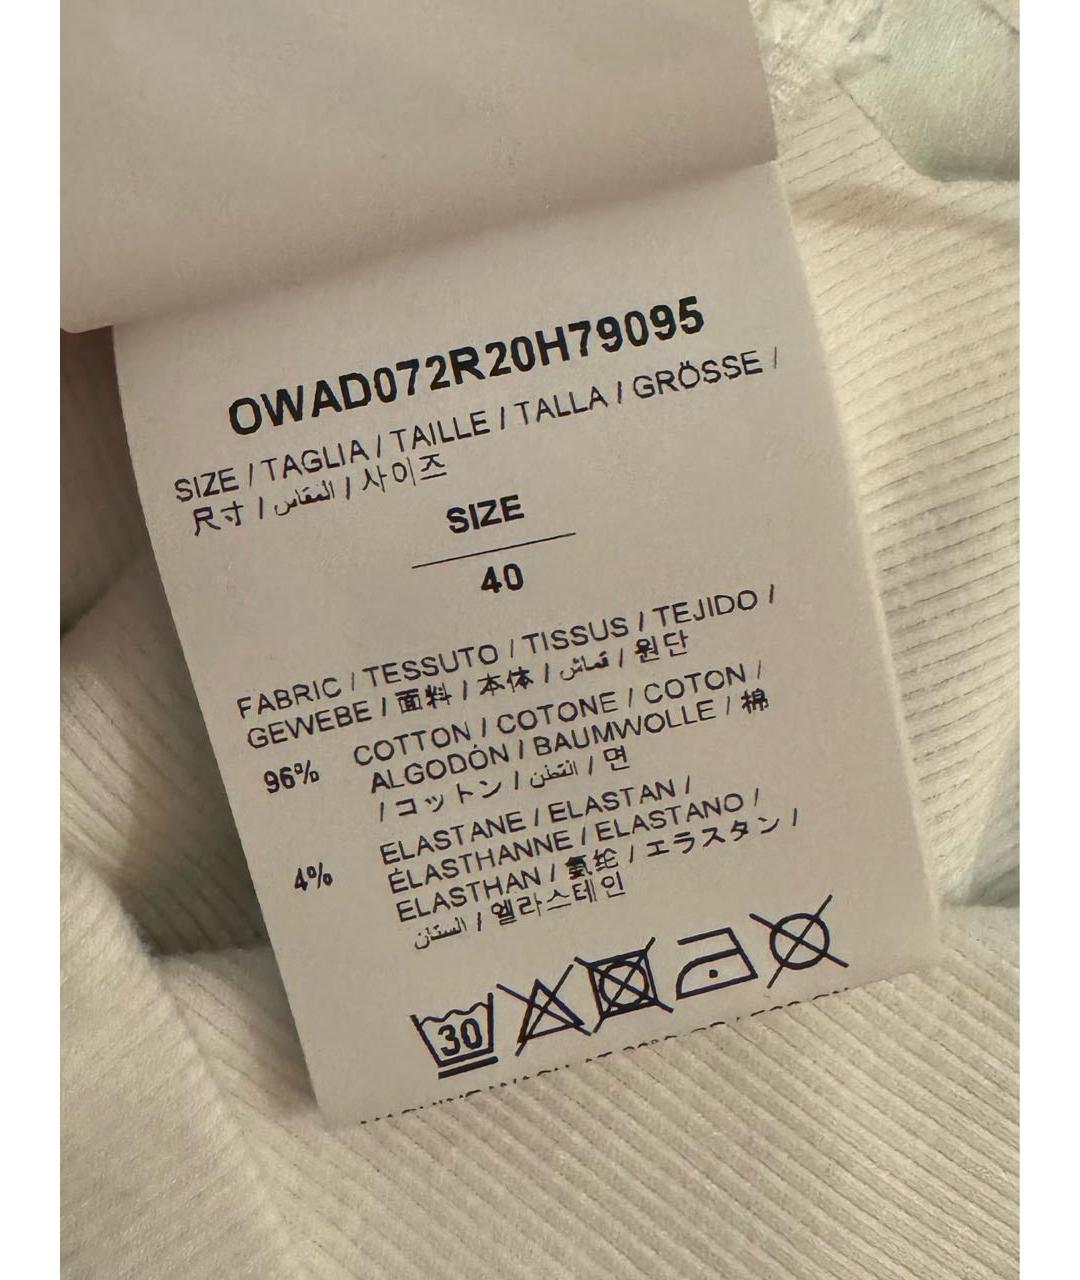 OWAD072R20H79095
SIZE / TAGLIA / TAILLE / TALLA / GRÖSSE /
尺寸 / المقاس / 사이즈
SIZE
40
FABRIC / TESSUTO / TISSUS / TEJIDO /
GEWEBE / 面料 / 本体 / قماش / 원단
96% COTTON / COTONE / COTON /
ALGODÓN / BAUMWOLLE / 棉
/ コットン / القطن / 면
4% ELASTANE / ELASTAN /
ÉLASTHANNE / ELASTANO /
ELASTHAN / 氨纶 / エラスタン /
الستان / 엘라스테인
30